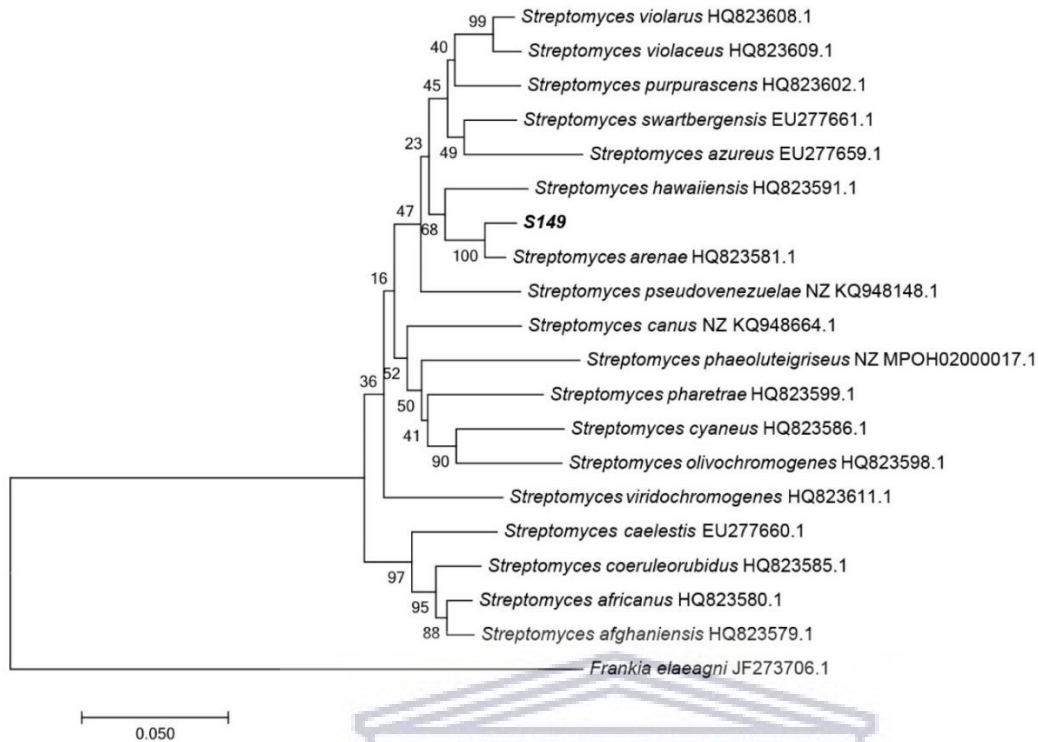 99
Streptomyces violarus HQ823608.1
40
Streptomyces violaceus HQ823609.1
45
Streptomyces purpurascens HQ823602.1
Streptomyces swartbergensis EU277661.1
23
49
Streptomyces azureus EU277659.1
Streptomyces hawaiiensis HQ823591.1
47
68
S149
100
Streptomyces arenae HQ823581.1
16
Streptomyces pseudovenezuelae NZ KQ948148.1
Streptomyces canus NZ KQ948664.1
36
52
Streptomyces phaeoluteigriseus NZ MPOH02000017.1
50
Streptomyces pharetrae HQ823599.1
41
Streptomyces cyaneus HQ823586.1
90
Streptomyces olivochromogenes HQ823598.1
Streptomyces viridochromogenes HQ823611.1
Streptomyces caelestis EU277660.1
97
Streptomyces coeruleorubidus HQ823585.1
95
Streptomyces africanus HQ823580.1
88
Streptomyces afghaniensis HQ823579.1
Frankia elaeagni JF273706.1
0.050